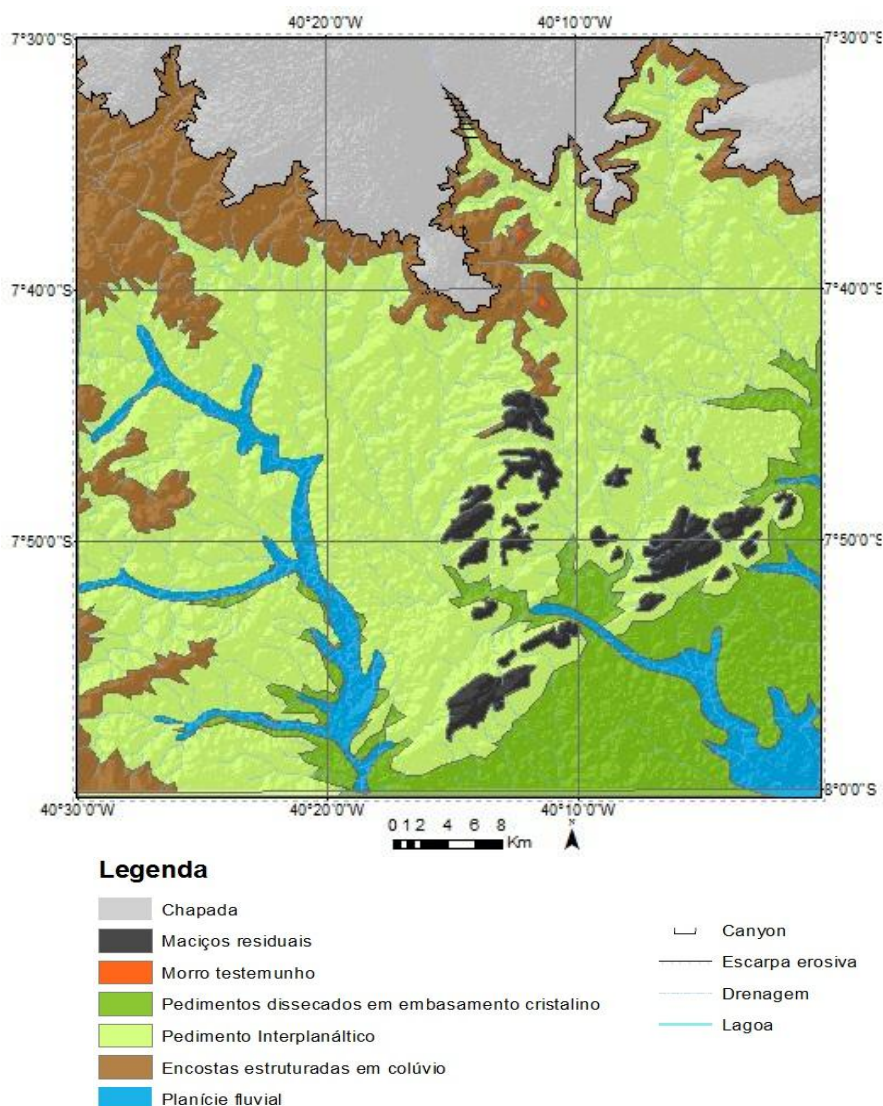 40°20'0"W 40°10'0"W
7°30'0"S 7°30'0"S
7°40'0"S 7°40'0"S
7°50'0"S 7°50'0"S
8°0'0"S
40°30'0"W 40°20'0"W 40°10'0"W
0 1 2 4 6 8
Km
N
Legenda
Chapada
Maciços residuais
Morro testemunho
Pedimentos dissecados em embasamento cristalino
Pedimento Interplanáltico
Encostas estruturadas em colúvio
Planície fluvial
Canyon
Escarpa erosiva
Drenagem
Lagoa